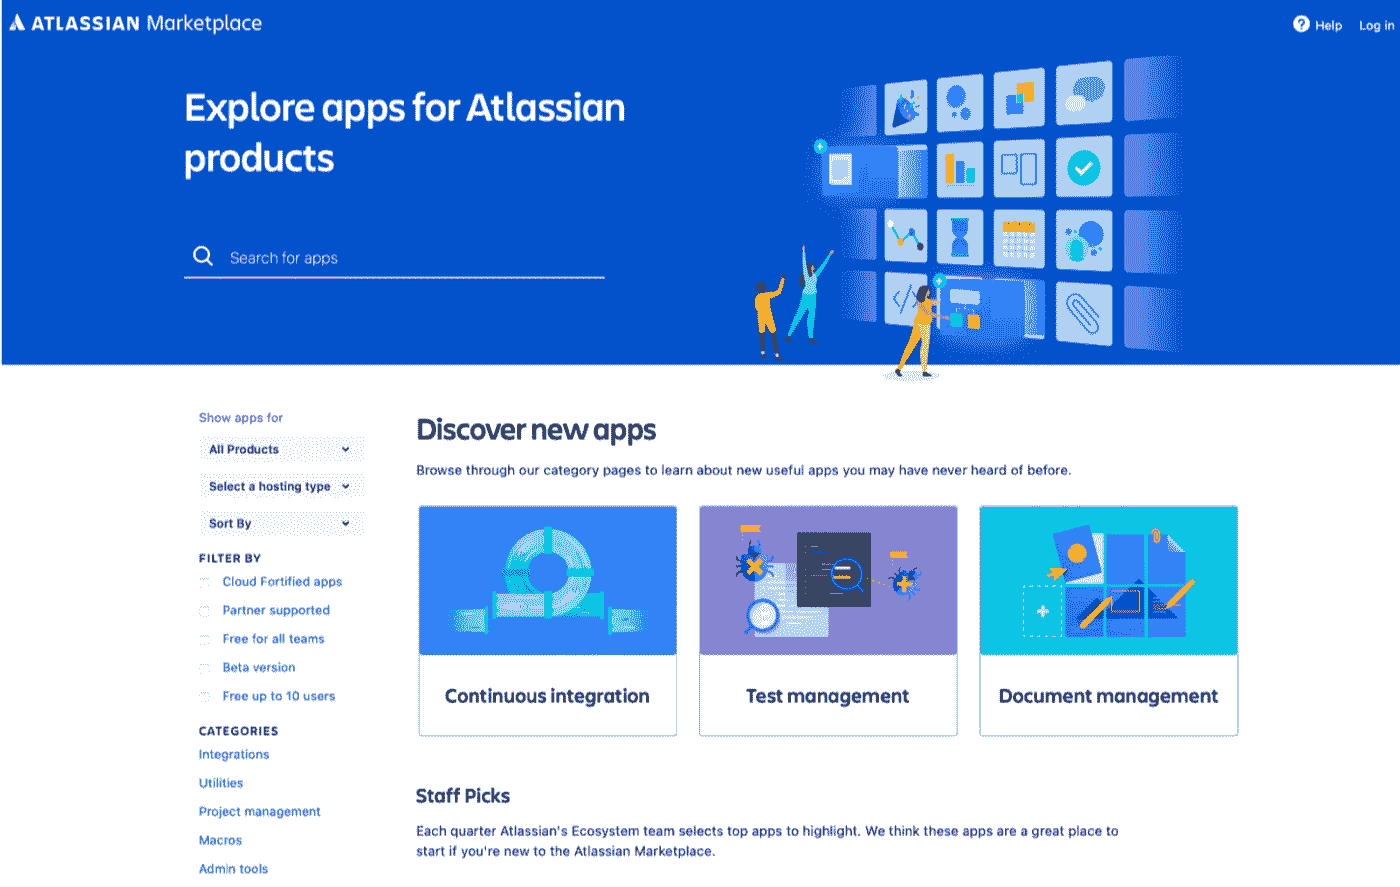 ATLASSIAN Marketplace
? Help Log in
Explore apps for Atlassian
products
Search for apps
Show apps for
All Products
Select a hosting type
Sort By
FILTER BY
Cloud Fortified apps
Partner supported
Free for all teams
Beta version
Free up to 10 users
CATEGORIES
Integrations
Utilities
Project management
Macros
Admin tools
Discover new apps
Browse through our category pages to learn about new useful apps you may have never heard of before.
Continuous integration
Test management
Document management
Staff Picks
Each quarter Atlassian's Ecosystem team selects top apps to highlight. We think these apps are a great place to
start if you're new to the Atlassian Marketplace.